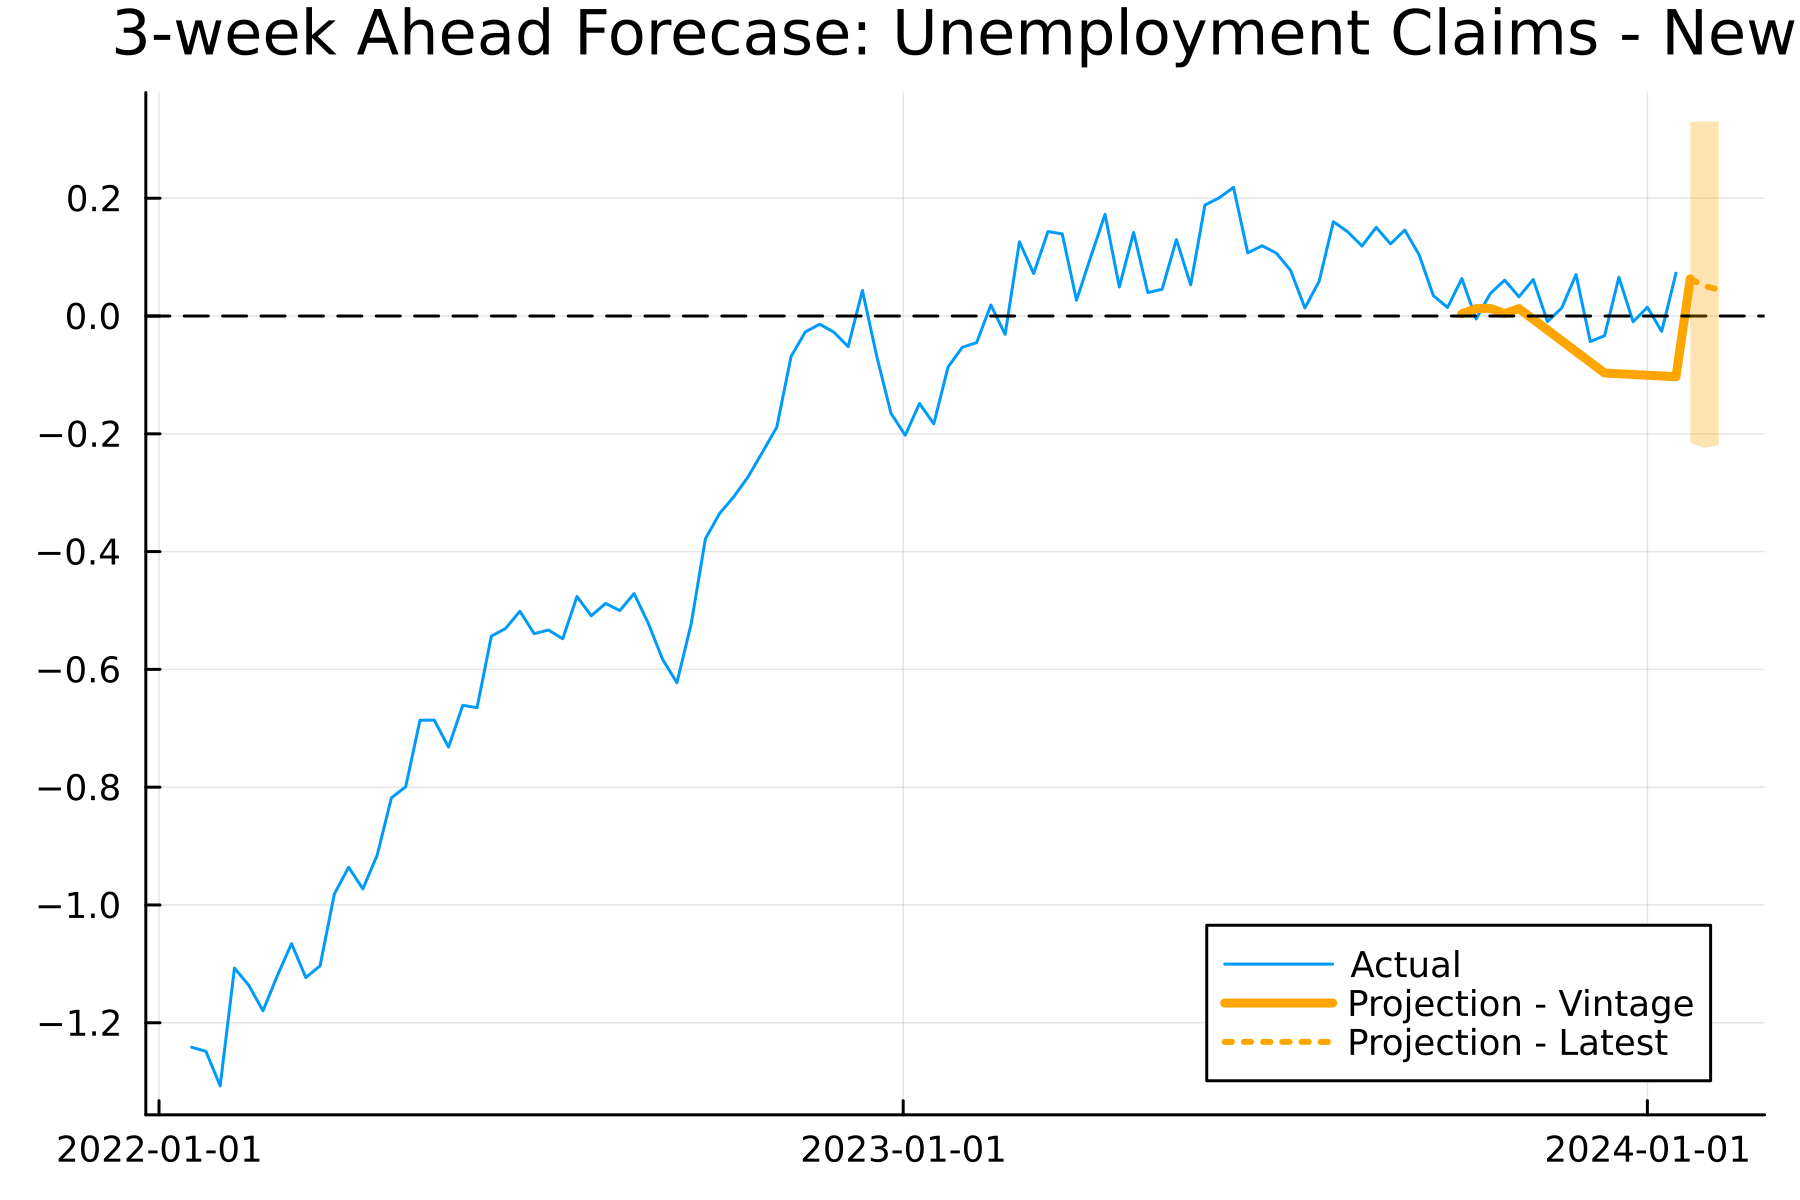 3-week Ahead Forecase: Unemployment Claims - New
0.2
0.0
−0.2
−0.4
−0.6
−0.8
−1.0
−1.2
Actual
Projection - Vintage
Projection - Latest
2022-01-01 2023-01-01 2024-01-01